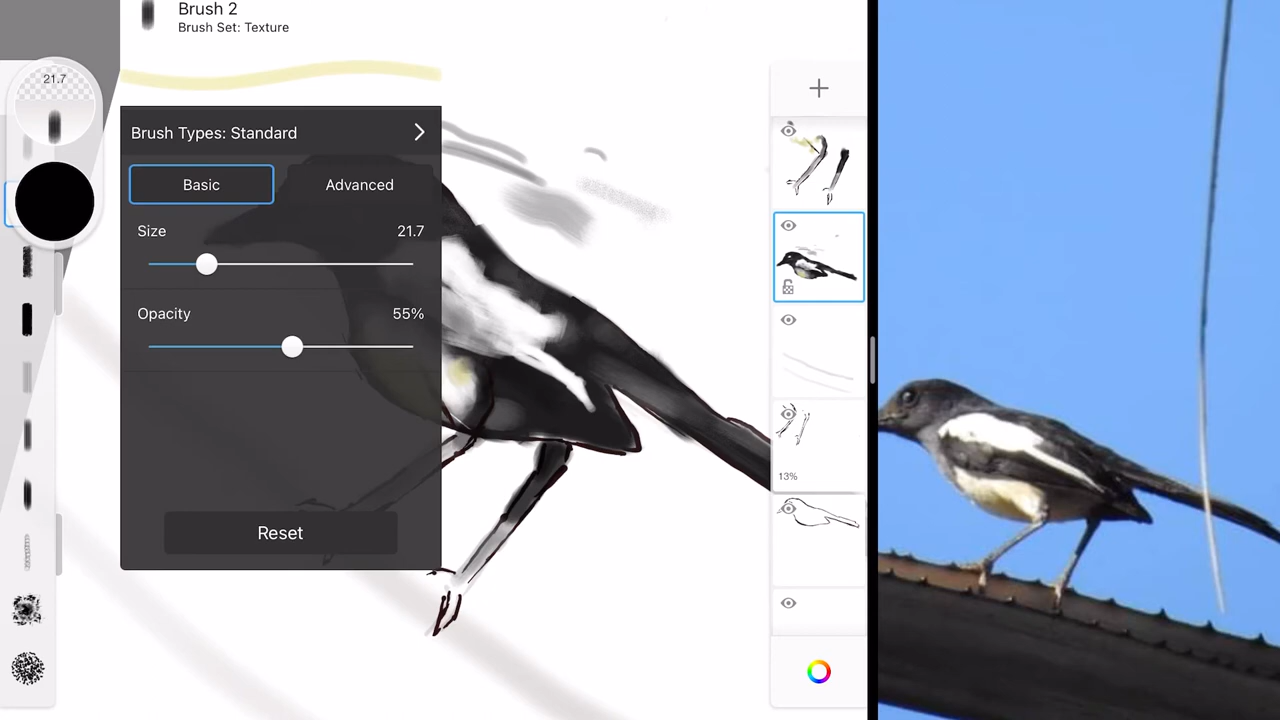 Brush 2
Brush Set: Texture
21.7
Brush Types: Standard
Basic
Advanced
Size
21.7
Opacity
55%
Reset
13%